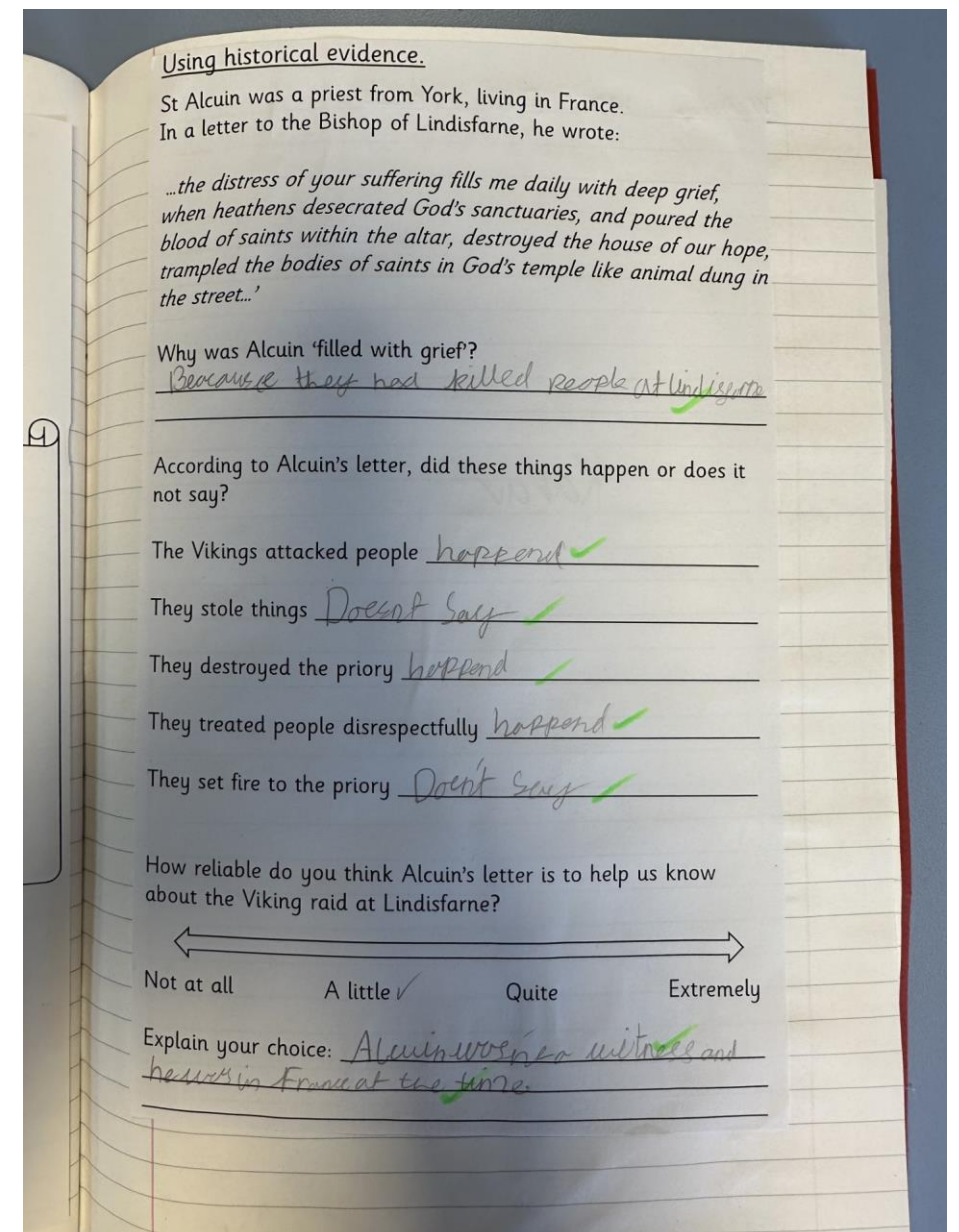 Using historical evidence.
St Alcuin was a priest from York, living in France.
In a letter to the Bishop of Lindisfarne, he wrote:
...the distress of your suffering fills me daily with deep grief,
when heathens desecrated God's sanctuaries, and poured the
blood of saints within the altar, destroyed the house of our hope,
trampled the bodies of saints in God's temple like animal dung in
the street...'
Why was Alcuin 'filled with grief'?
Beacause they had killed people at
According to Alcuin's letter, did these things happen or does it
not say?
The Vikings attacked people happend
They stole things Doesnt Say
They destroyed the priory happend
They treated people disrespectfully happend
They set fire to the priory Doent Say
How reliable do you think Alcuin's letter is to help us know
about the Viking raid at Lindisfarne?
Not at all A little Quite Extremely
Explain your choice: Alcuin a witness and
he was in France at the time.